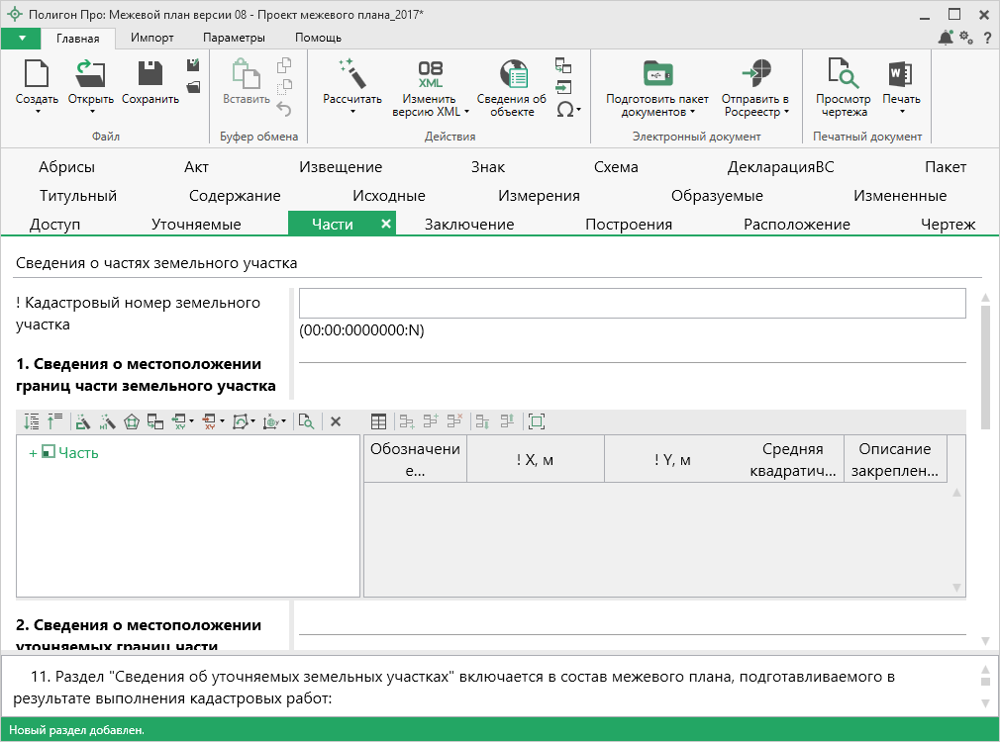 Полигон Про: Межевой план версии 08 - Проект межевого плана_2017*
Главная Импорт Параметры Помощь
Создать Открыть Сохранить Вставить Рассчитать Изменить версию XML Сведения об объекте Подготовить пакет документов Отправить в Росреестр Просмотр чертежа Печать
08
XML
W
Файл Буфер обмена Действия Электронный документ Печатный документ
Абрисы Акт Извещение Знак Схема ДекларацияВС Пакет
Титульный Содержание Исходные Измерения Образуемые Измененные
Доступ Уточняемые Части Заключение Построения Расположение Чертеж
Сведения о частях земельного участка
! Кадастровый номер земельного
участка
(00:00:0000000:N)
1. Сведения о местоположении
границ части земельного участка
+ Часть
Обозначени
е...
! X, м
! Y, м
Средняя
квадратич...
Описание
закреплен...
2. Сведения о местоположении
уточняемых границ части
11. Раздел "Сведения об уточняемых земельных участках" включается в состав межевого плана, подготавливаемого в
результате выполнения кадастровых работ:
Новый раздел добавлен.